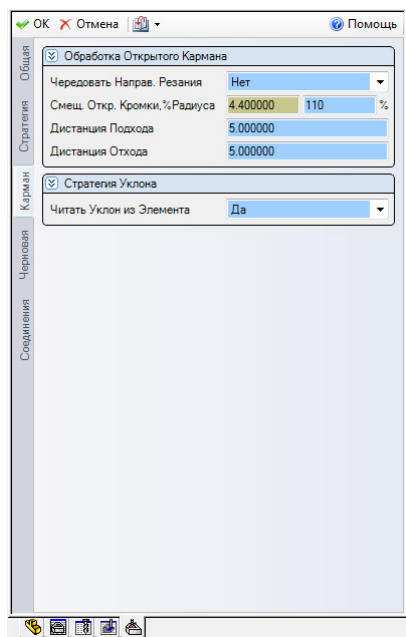 OK Отмена Помощь
Общая
Стратегия
Карман
Черновая
Соединения
Обработка Открытого Кармана
Чередовать Направ. Резания Нет
Смещ. Откр. Кромки,%Радиуса 4.400000 110 %
Дистанция Подхода 5.000000
Дистанция Отхода 5.000000
Стратегия Уклона
Читать Уклон из Элемента Да